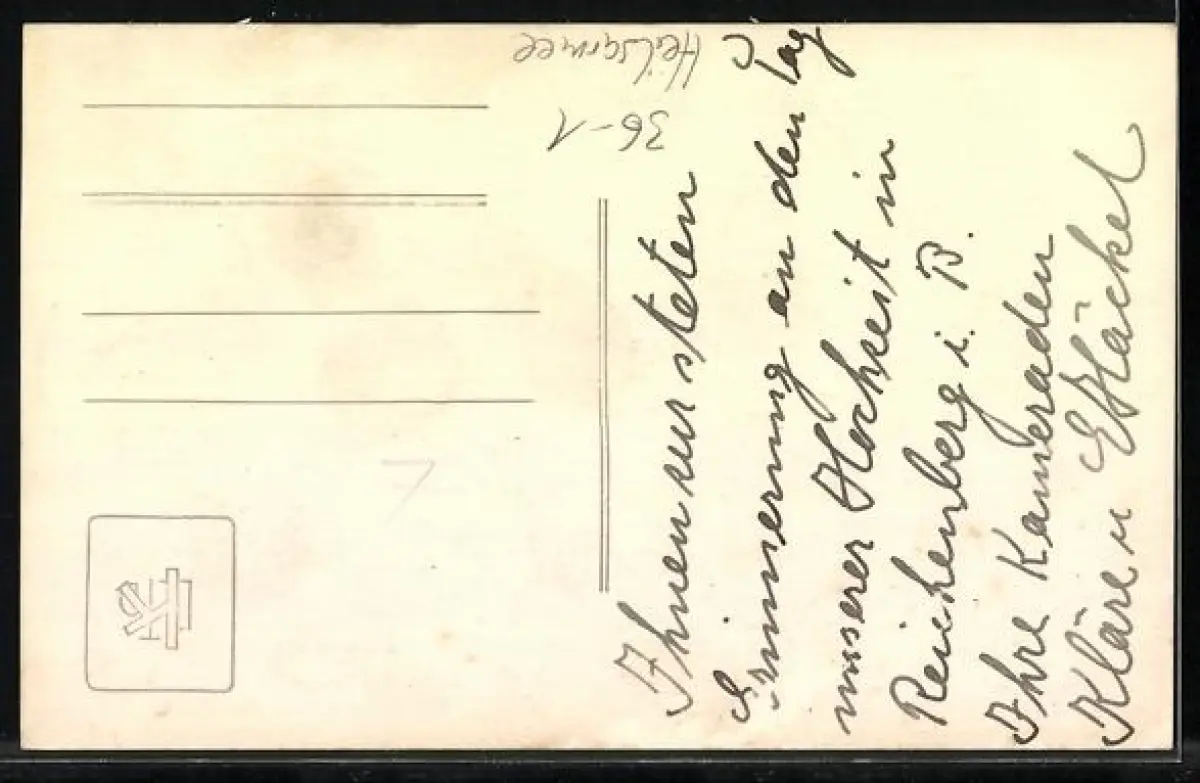 Heilsarmee
36-1
Ihnen zur steten
Erinnerung an den Tag
unserer Hochzeit in
Reichenberg i. B.
Ihre Kameraden
Kläre u E Häckel